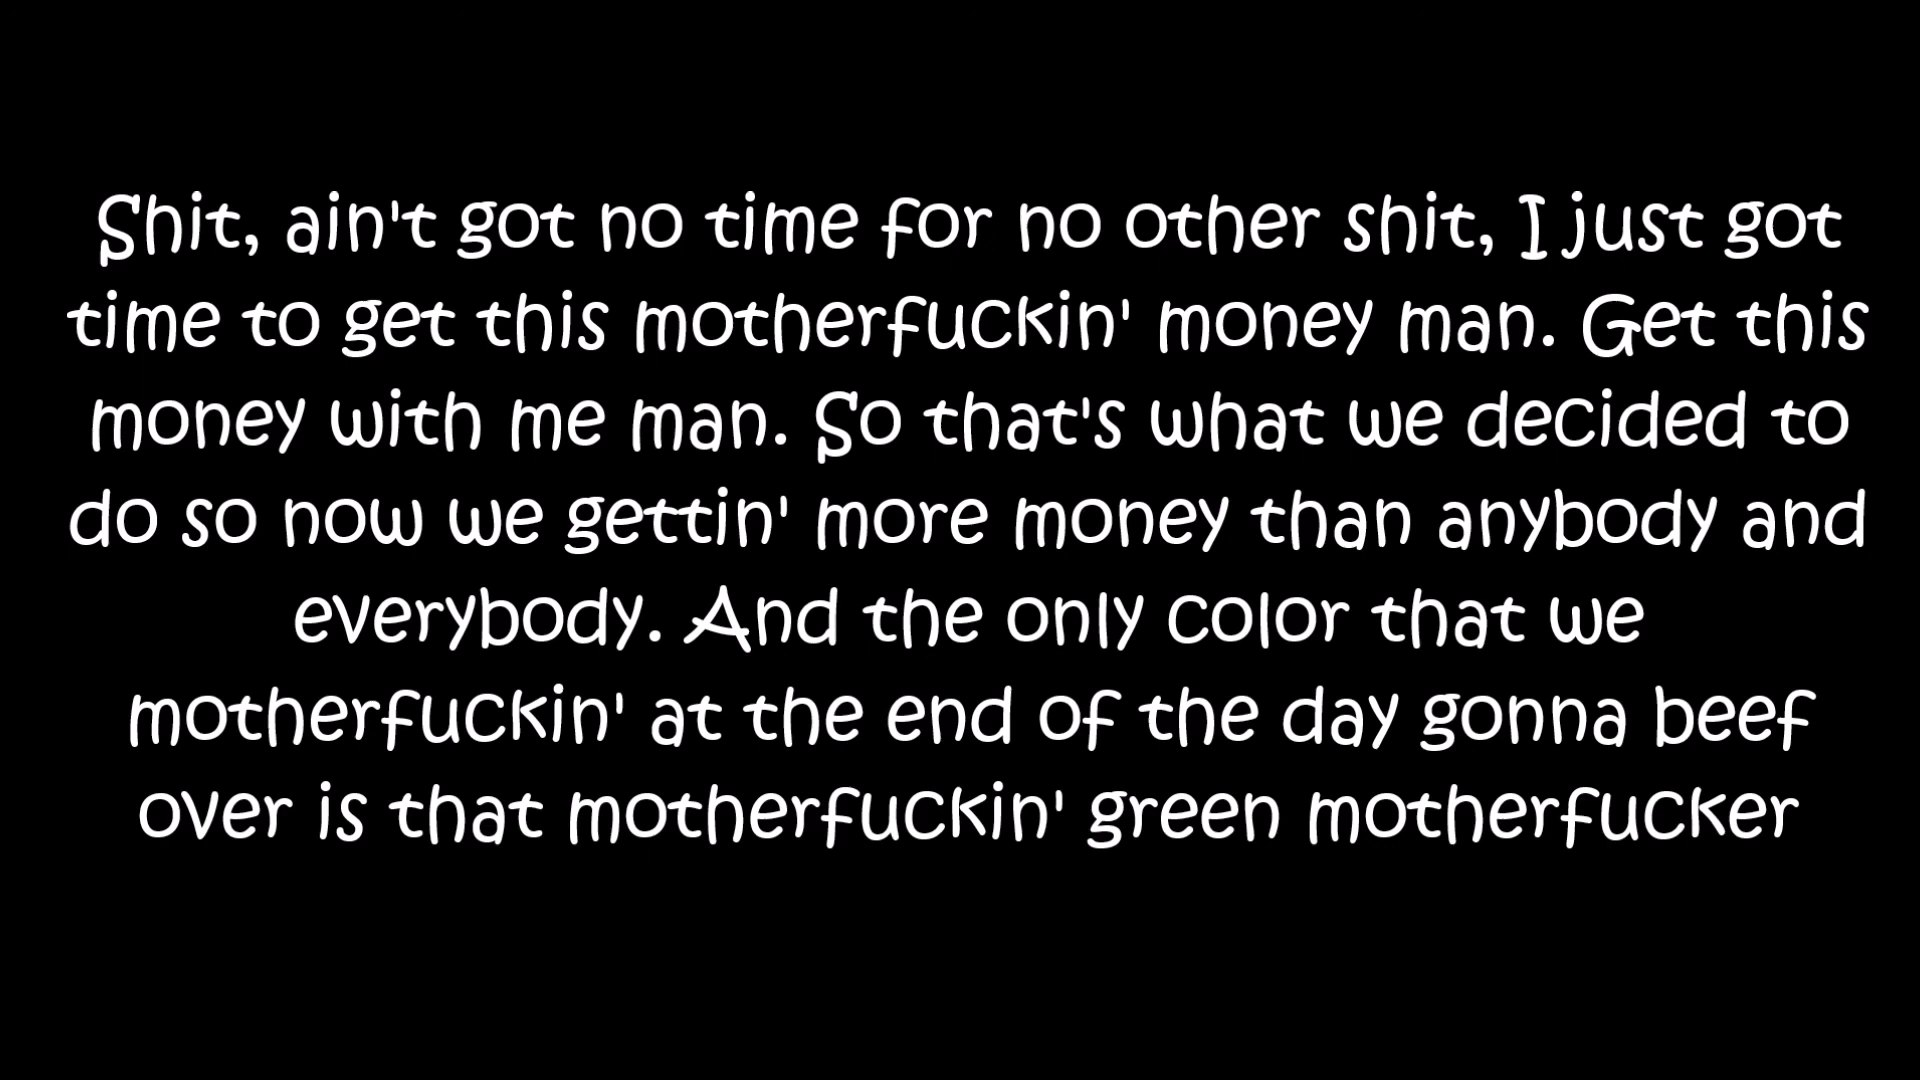 Shit, ain't got no time for no other shit, I just got
time to get this motherfuckin' money man. Get this
money with me man. So that's what we decided to
do so now we gettin' more money than anybody and
everybody. And the only color that we
motherfuckin' at the end of the day gonna beef
over is that motherfuckin' green motherfucker